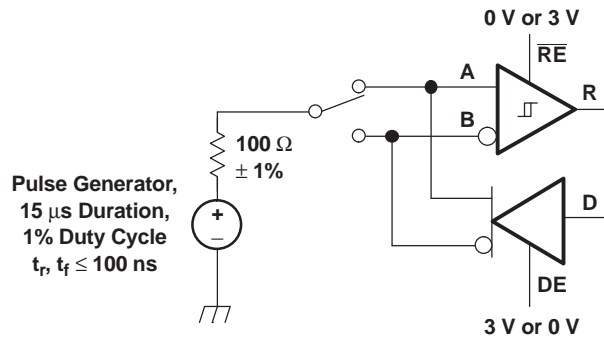 0 V or 3 V
RE
A
R
B
100 Ω
± 1%
Pulse Generator,
15 μs Duration,
1% Duty Cycle
tr, tf ≤ 100 ns
+
–
D
DE
3 V or 0 V